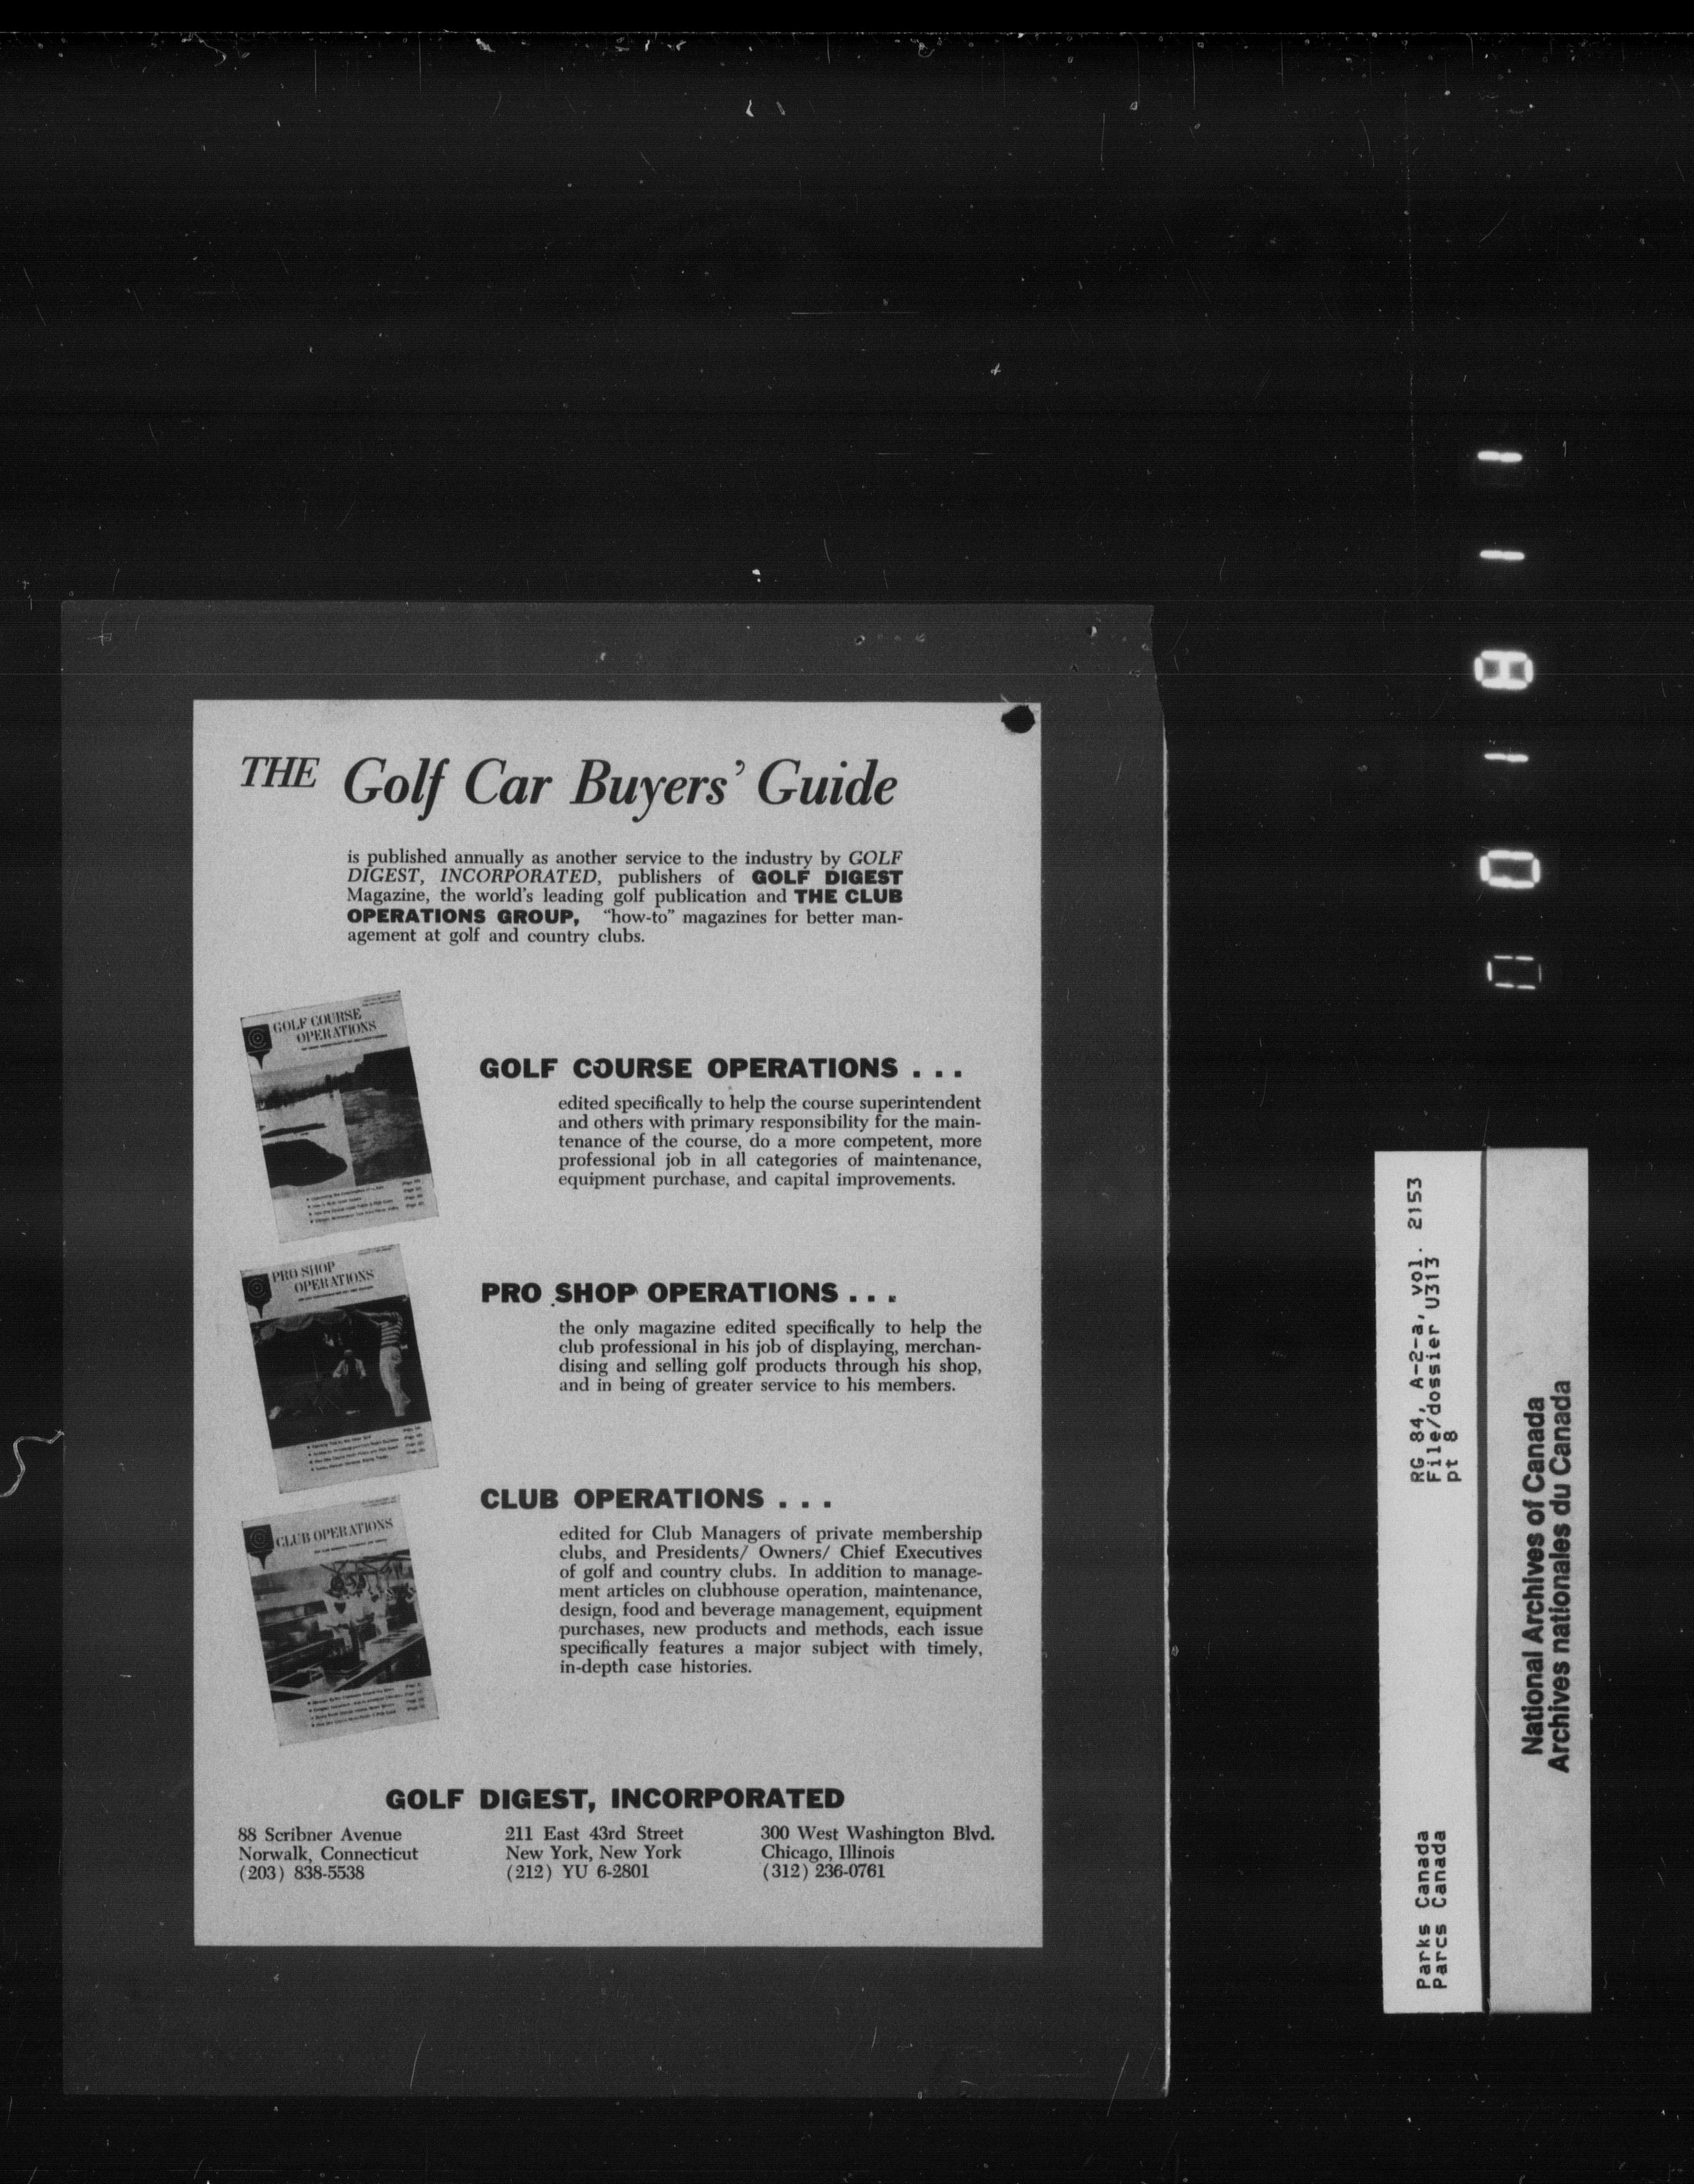 THE Golf Car Buyers' Guide
is published annually as another service to the industry by GOLF
DIGEST, INCORPORATED, publishers of GOLF DIGEST
Magazine, the world's leading golf publication and THE CLUB
OPERATIONS GROUP, "how-to" magazines for better man-
agement at golf and country clubs.
GOLF COURSE
OPERATIONS
GOLF COURSE OPERATIONS . . .
edited specifically to help the course superintendent
and others with primary responsibility for the main-
tenance of the course, do a more competent, more
professional job in all categories of maintenance,
equipment purchase, and capital improvements.
PRO SHOP
OPERATIONS
PRO SHOP OPERATIONS . . .
the only magazine edited specifically to help the
club professional in his job of displaying, merchan-
dising and selling golf products through his shop,
and in being of greater service to his members.
CLUB OPERATIONS
CLUB OPERATIONS . . .
edited for Club Managers of private membership
clubs, and Presidents/ Owners/ Chief Executives
of golf and country clubs. In addition to manage-
ment articles on clubhouse operation, maintenance,
design, food and beverage management, equipment
purchases, new products and methods, each issue
specifically features a major subject with timely,
in-depth case histories.
GOLF DIGEST, INCORPORATED
88 Scribner Avenue
Norwalk, Connecticut
(203) 838-5538
211 East 43rd Street
New York, New York
(212) YU 6-2801
300 West Washington Blvd.
Chicago, Illinois
(312) 236-0761
Parks Canada
Parcs Canada
RG 84, A-2-a, vol. 2153
File/dossier U313
pt 8
National Archives of Canada
Archives nationales du Canada